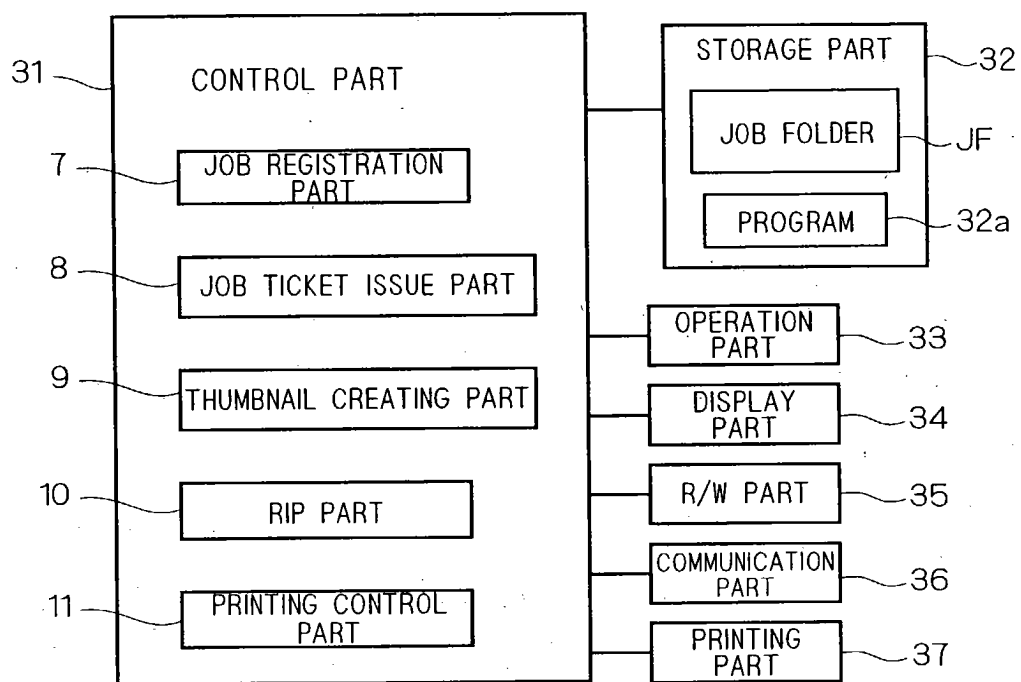 31
CONTROL PART
7
JOB REGISTRATION
PART
8
JOB TICKET ISSUE PART
9
THUMBNAIL CREATING PART
10
RIP PART
11
PRINTING CONTROL
PART
STORAGE PART
32
JOB FOLDER
JF
PROGRAM
32a
OPERATION
PART
33
DISPLAY
PART
34
R/W PART
35
COMMUNICATION
PART
36
PRINTING
PART
37